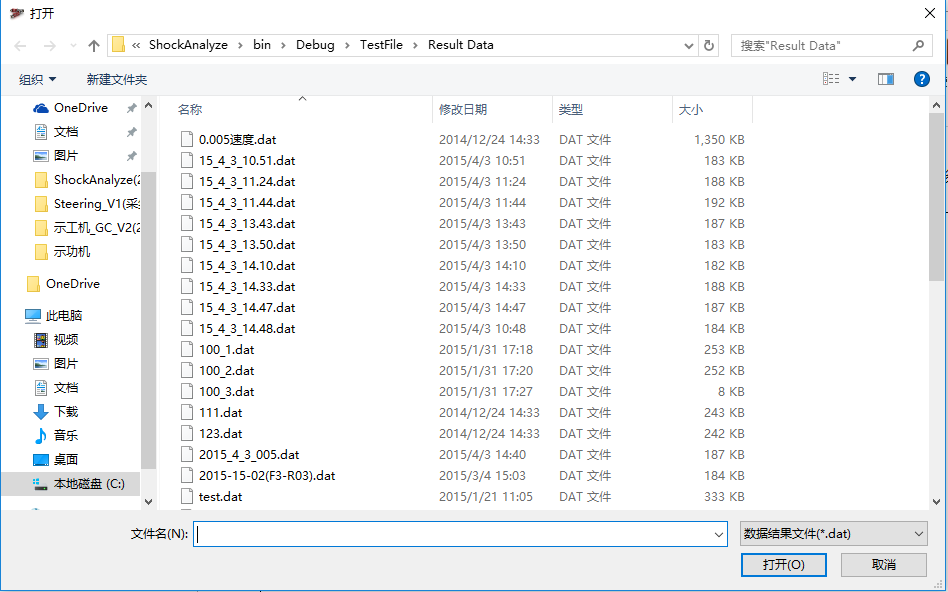 打开
« ShockAnalyze › bin › Debug › TestFile › Result Data
搜索"Result Data"
组织 新建文件夹
OneDrive
文档
图片
ShockAnalyze(2
Steering_V1(采
示工机_GC_V2(2
示功机
OneDrive
此电脑
视频
图片
文档
下载
音乐
桌面
本地磁盘 (C:)
名称 修改日期 类型 大小
0.005速度.dat 2014/12/24 14:33 DAT 文件 1,350 KB
15_4_3_10.51.dat 2015/4/3 10:51 DAT 文件 183 KB
15_4_3_11.24.dat 2015/4/3 11:24 DAT 文件 188 KB
15_4_3_11.44.dat 2015/4/3 11:44 DAT 文件 192 KB
15_4_3_13.43.dat 2015/4/3 13:43 DAT 文件 187 KB
15_4_3_13.50.dat 2015/4/3 13:50 DAT 文件 183 KB
15_4_3_14.10.dat 2015/4/3 14:10 DAT 文件 182 KB
15_4_3_14.33.dat 2015/4/3 14:33 DAT 文件 188 KB
15_4_3_14.47.dat 2015/4/3 14:47 DAT 文件 187 KB
15_4_3_14.48.dat 2015/4/3 10:48 DAT 文件 184 KB
100_1.dat 2015/1/31 17:18 DAT 文件 253 KB
100_2.dat 2015/1/31 17:20 DAT 文件 252 KB
100_3.dat 2015/1/31 17:27 DAT 文件 8 KB
111.dat 2014/12/24 14:33 DAT 文件 243 KB
123.dat 2014/12/24 14:33 DAT 文件 242 KB
2015_4_3_005.dat 2015/4/3 14:40 DAT 文件 187 KB
2015-15-02(F3-R03).dat 2015/3/4 15:03 DAT 文件 184 KB
test.dat 2015/1/21 11:05 DAT 文件 333 KB
文件名(N): 数据结果文件(*.dat)
打开(O) 取消